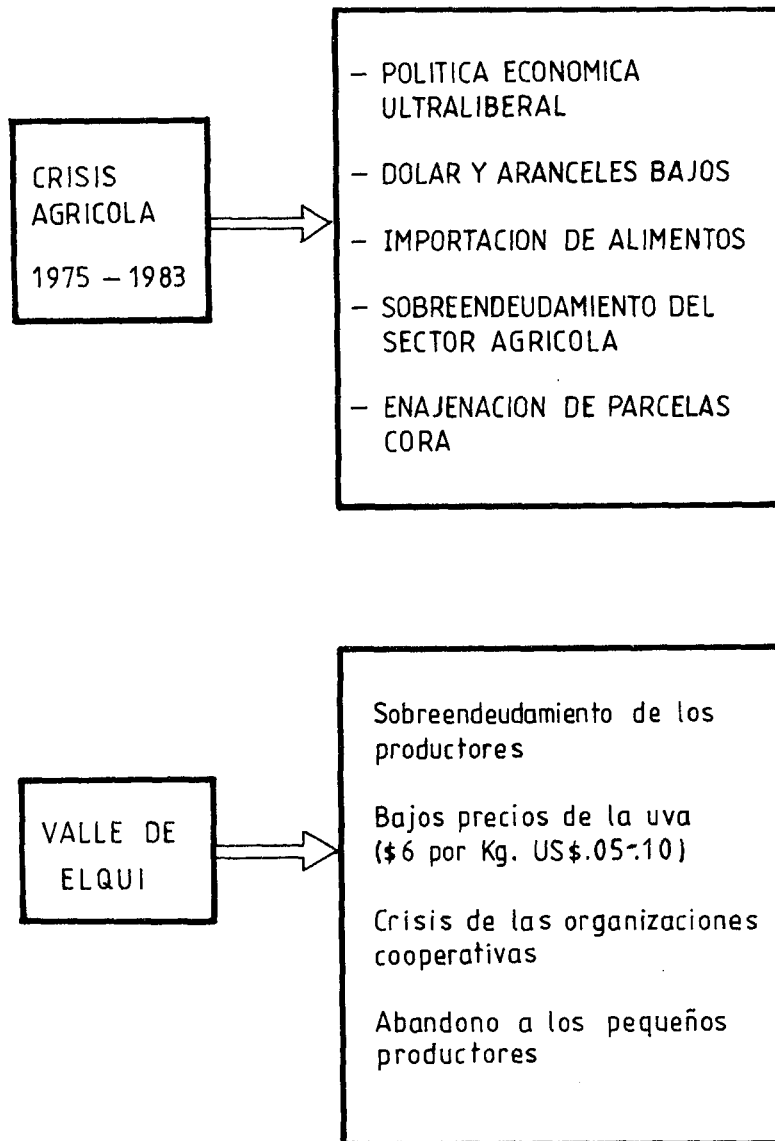 CRISIS
AGRICOLA
1975 – 1983
– POLITICA ECONOMICA
ULTRALIBERAL
– DOLAR Y ARANCELES BAJOS
– IMPORTACION DE ALIMENTOS
– SOBREENDEUDAMIENTO DEL
SECTOR AGRICOLA
– ENAJENACION DE PARCELAS
CORA
VALLE DE
ELQUI
Sobreendeudamiento de los
productores
Bajos precios de la uva
($6 por Kg. US$.05-.10)
Crisis de las organizaciones
cooperativas
Abandono a los pequeños
productores